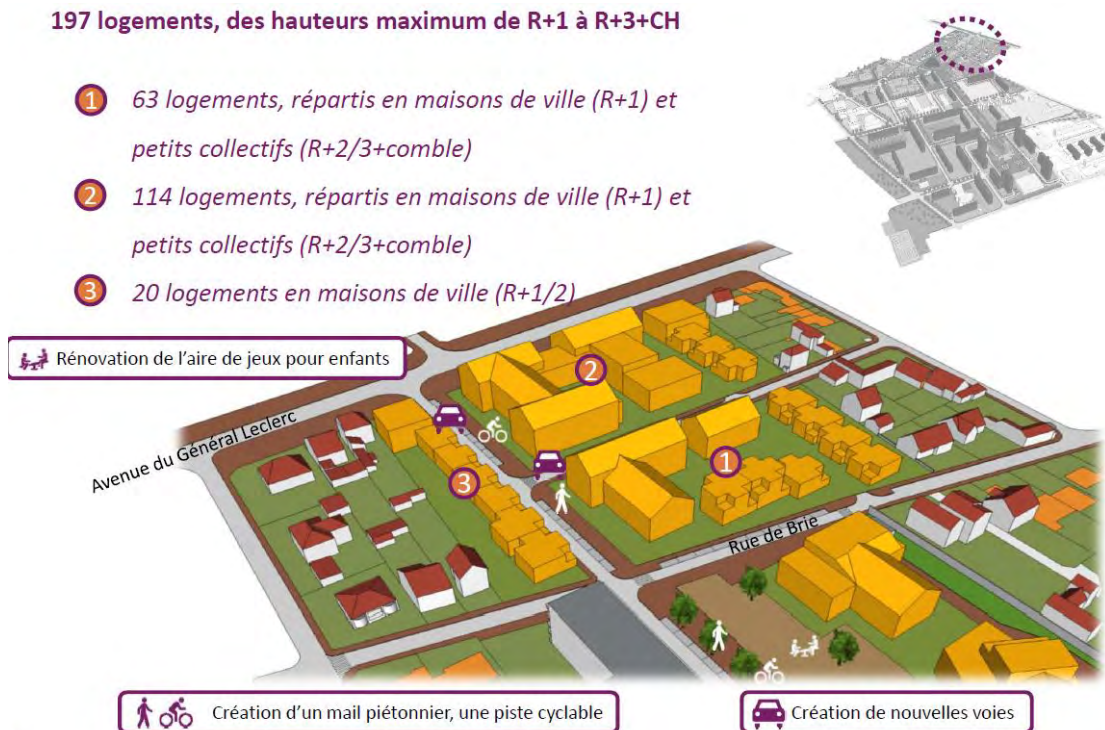 197 logements, des hauteurs maximum de R+1 à R+3+CH
1 63 logements, répartis en maisons de ville (R+1) et
petits collectifs (R+2/3+comble)
2 114 logements, répartis en maisons de ville (R+1) et
petits collectifs (R+2/3+comble)
3 20 logements en maisons de ville (R+1/2)
Rénovation de l'aire de jeux pour enfants
2
Avenue du Général Leclerc
1
3
Rue de Brie
Création d'un mail piétonnier, une piste cyclable
Création de nouvelles voies